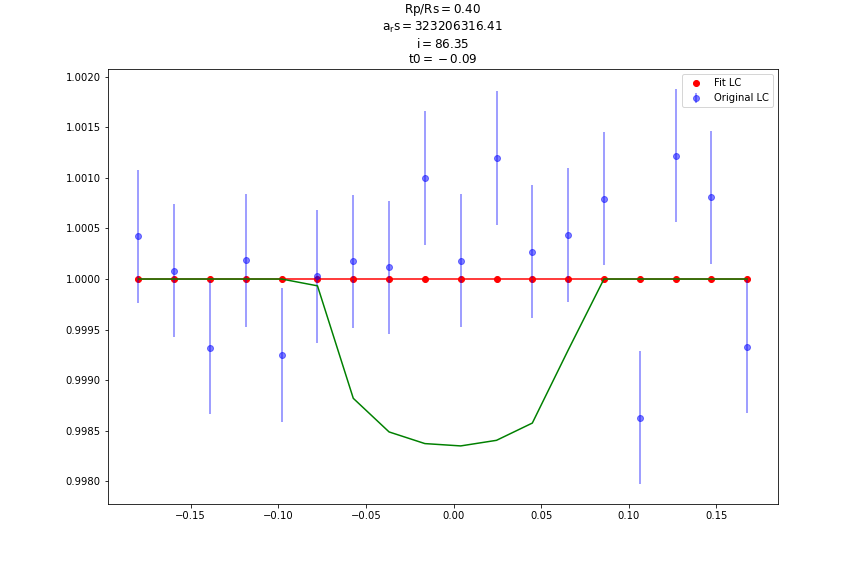 Rp/Rs = 0.40
aᵣs = 323206316.41
i = 86.35
t0 = −0.09
Fit LC
Original LC
1.0020
1.0015
1.0010
1.0005
1.0000
0.9995
0.9990
0.9985
0.9980
−0.15 −0.10 −0.05 0.00 0.05 0.10 0.15